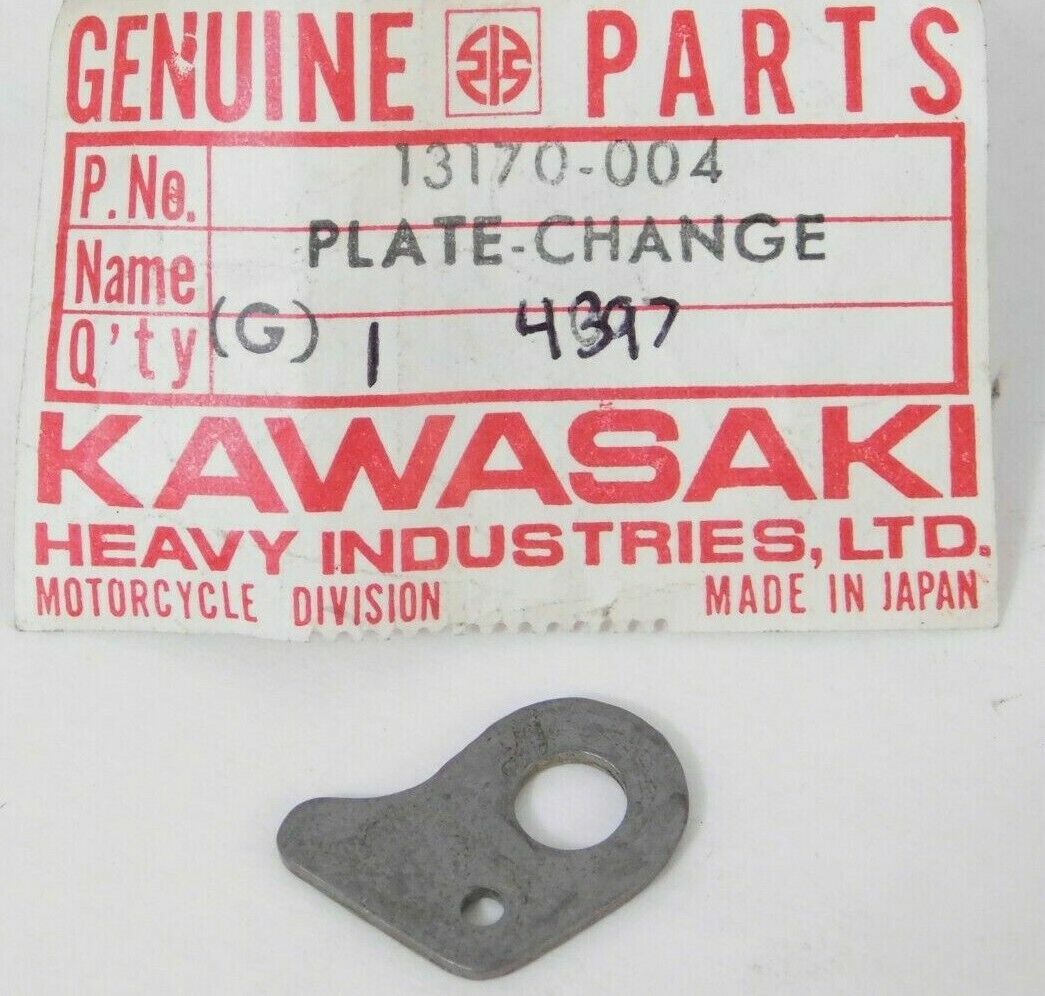 GENUINE PARTS
P.No. 13170-004
Name PLATE-CHANGE
Q'ty (G) 1 4397
KAWASAKI
HEAVY INDUSTRIES, LTD.
MOTORCYCLE DIVISION MADE IN JAPAN